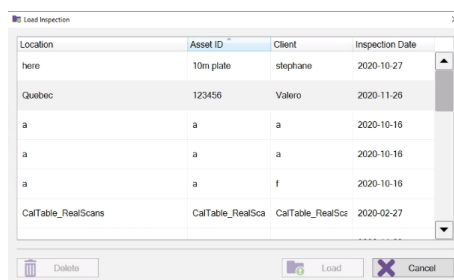 Load Inspection
Location Asset ID Client Inspection Date
here 10m plate stephane 2020-10-27
Quebec 123456 Valero 2020-11-26
a a a 2020-10-16
a a a 2020-10-16
a a f 2020-10-16
CalTable_RealScans CalTable_RealSca CalTable_RealSca 2020-02-27
Delete Load Cancel